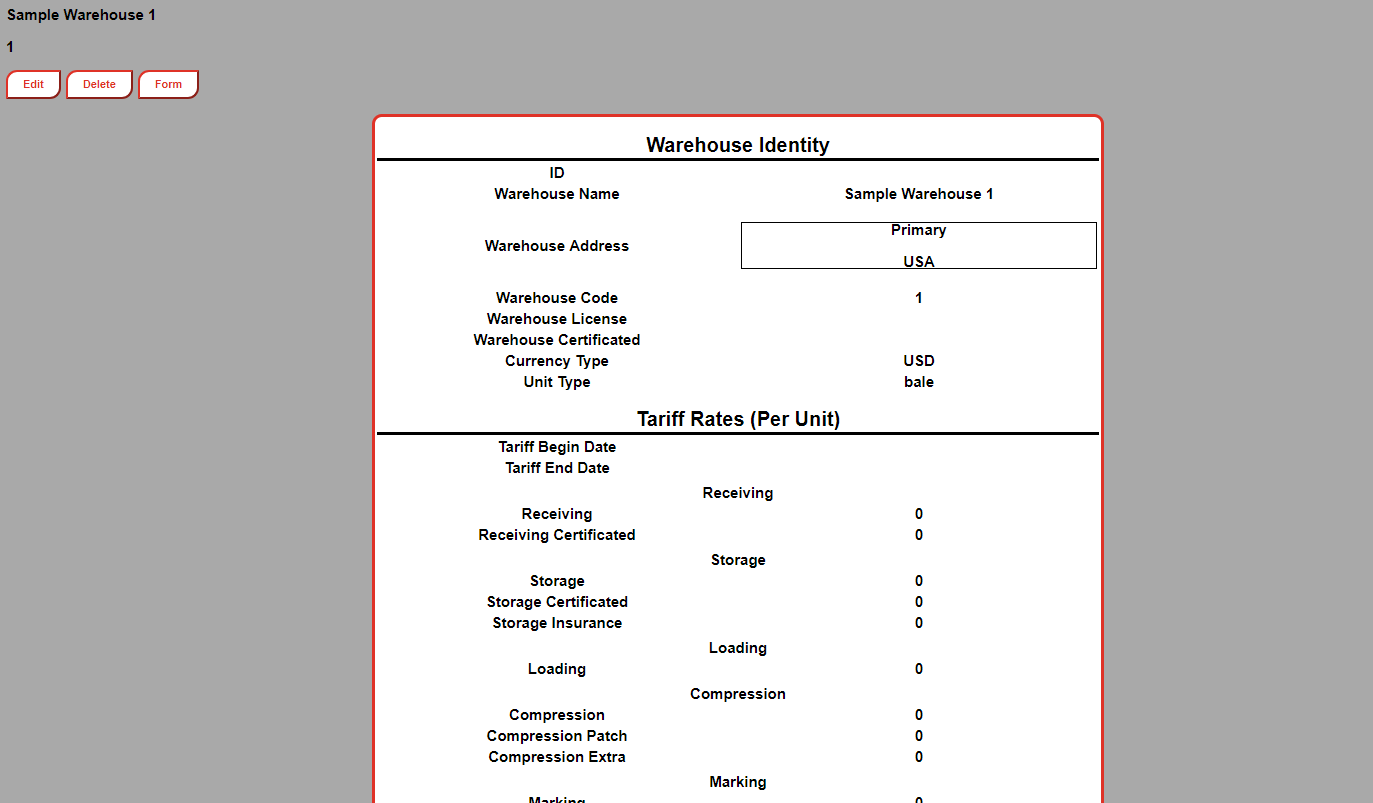 Sample Warehouse 1
1
Edit Delete Form
Warehouse Identity
ID
Warehouse Name Sample Warehouse 1
Primary
Warehouse Address
USA
Warehouse Code 1
Warehouse License
Warehouse Certificated
Currency Type USD
Unit Type bale
Tariff Rates (Per Unit)
Tariff Begin Date
Tariff End Date
Receiving
Receiving 0
Receiving Certificated 0
Storage
Storage 0
Storage Certificated 0
Storage Insurance 0
Loading
Loading 0
Compression
Compression 0
Compression Patch 0
Compression Extra 0
Marking
Marking 0